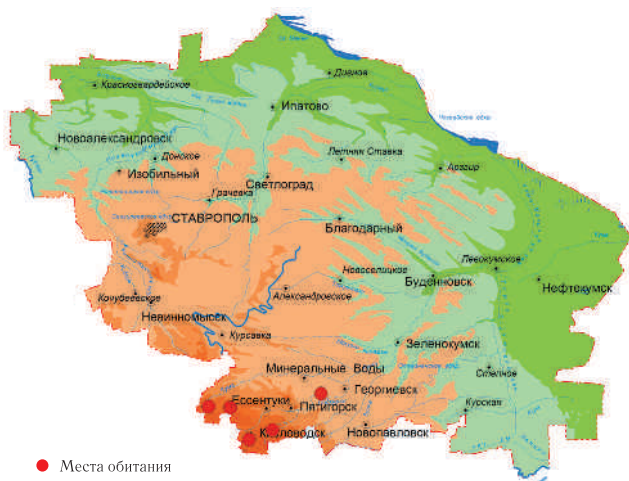 Дивное
Красногвардейское
Ипатово
Новоалександровск
Донское
Летняя Ставка
Изобильный
Светлоград
Арзгир
Грачевка
СТАВРОПОЛЬ
Благодарный
Левокумское
Новоселицкое
Буденновск
Нефтекумск
Кочубеевское
Александровское
Невинномысск
Курсавка
Зеленокумск
Минеральные Воды
Степное
Ессентуки
Пятигорск
Георгиевск
Курская
Кисловодск
Новопавловск
Места обитания